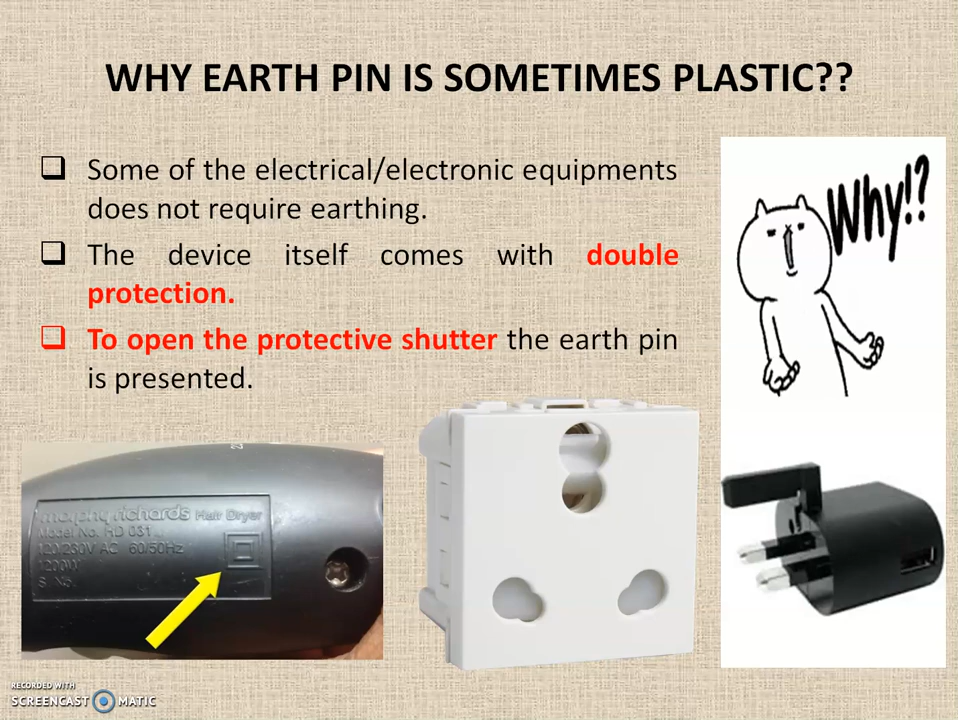 WHY EARTH PIN IS SOMETIMES PLASTIC??
Some of the electrical/electronic equipments
does not require earthing.
The device itself comes with double
protection.
To open the protective shutter the earth pin
is presented.
Why!?
morphy richards Hair Dryer
Model No. HD 031
120/230V AC 60/50Hz
1200W
S. No.
RECORDED WITH
SCREENCAST MATIC